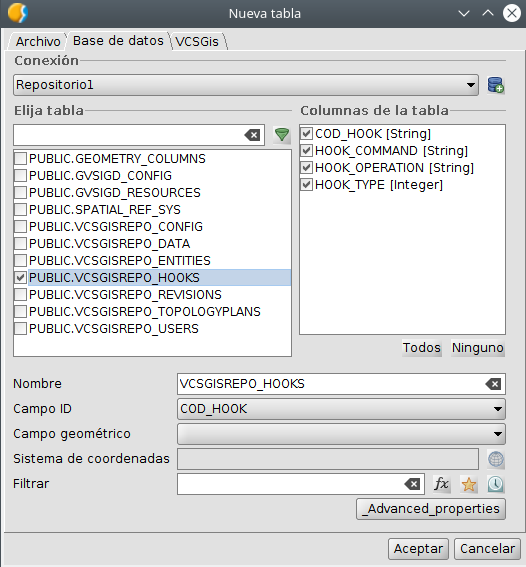 Nueva tabla
Archivo Base de datos VCSGis
Conexión
Repositorio1
Elija tabla
PUBLIC.GEOMETRY_COLUMNS
PUBLIC.GVSIGD_CONFIG
PUBLIC.GVSIGD_RESOURCES
PUBLIC.SPATIAL_REF_SYS
PUBLIC.VCSGISREPO_CONFIG
PUBLIC.VCSGISREPO_DATA
PUBLIC.VCSGISREPO_ENTITIES
PUBLIC.VCSGISREPO_HOOKS
PUBLIC.VCSGISREPO_REVISIONS
PUBLIC.VCSGISREPO_TOPOLOGYPLANS
PUBLIC.VCSGISREPO_USERS
Columnas de la tabla
COD_HOOK [String]
HOOK_COMMAND [String]
HOOK_OPERATION [String]
HOOK_TYPE [Integer]
Todos Ninguno
Nombre VCSGISREPO_HOOKS
Campo ID COD_HOOK
Campo geométrico
Sistema de coordenadas
Filtrar fx
_Advanced_properties
Aceptar Cancelar